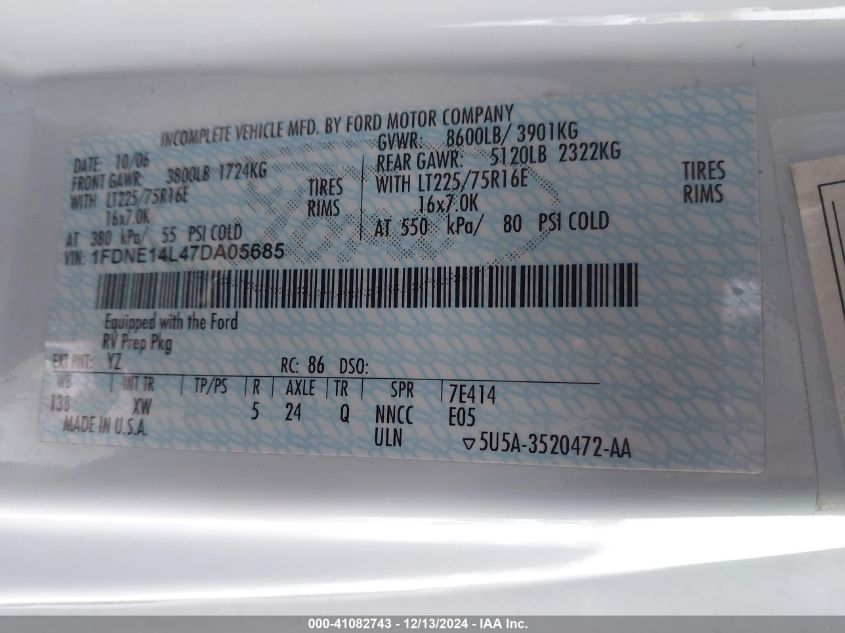 INCOMPLETE VEHICLE MFD. BY FORD MOTOR COMPANY
DATE: 10/06 GVWR: 8600LB/ 3901KG
FRONT GAWR: 3800LB 1724KG REAR GAWR: 5120LB 2322KG
WITH LT225/75R16E TIRES WITH LT225/75R16E TIRES
16x7.0K RIMS 16x7.0K RIMS
AT 380 kPa/ 55 PSI COLD AT 550 kPa/ 80 PSI COLD
VIN: 1FDNE14L47DA05685
Equipped with the Ford
RV Prep Pkg
EXT PNT: YZ RC: 86 DSO:
WB INT TR TP/PS R AXLE TR SPR 7E414
138 XW 5 24 Q NNCC E05
MADE IN U.S.A. ULN ▽5U5A-3520472-AA
000-41082743 - 12/13/2024 - IAA Inc.